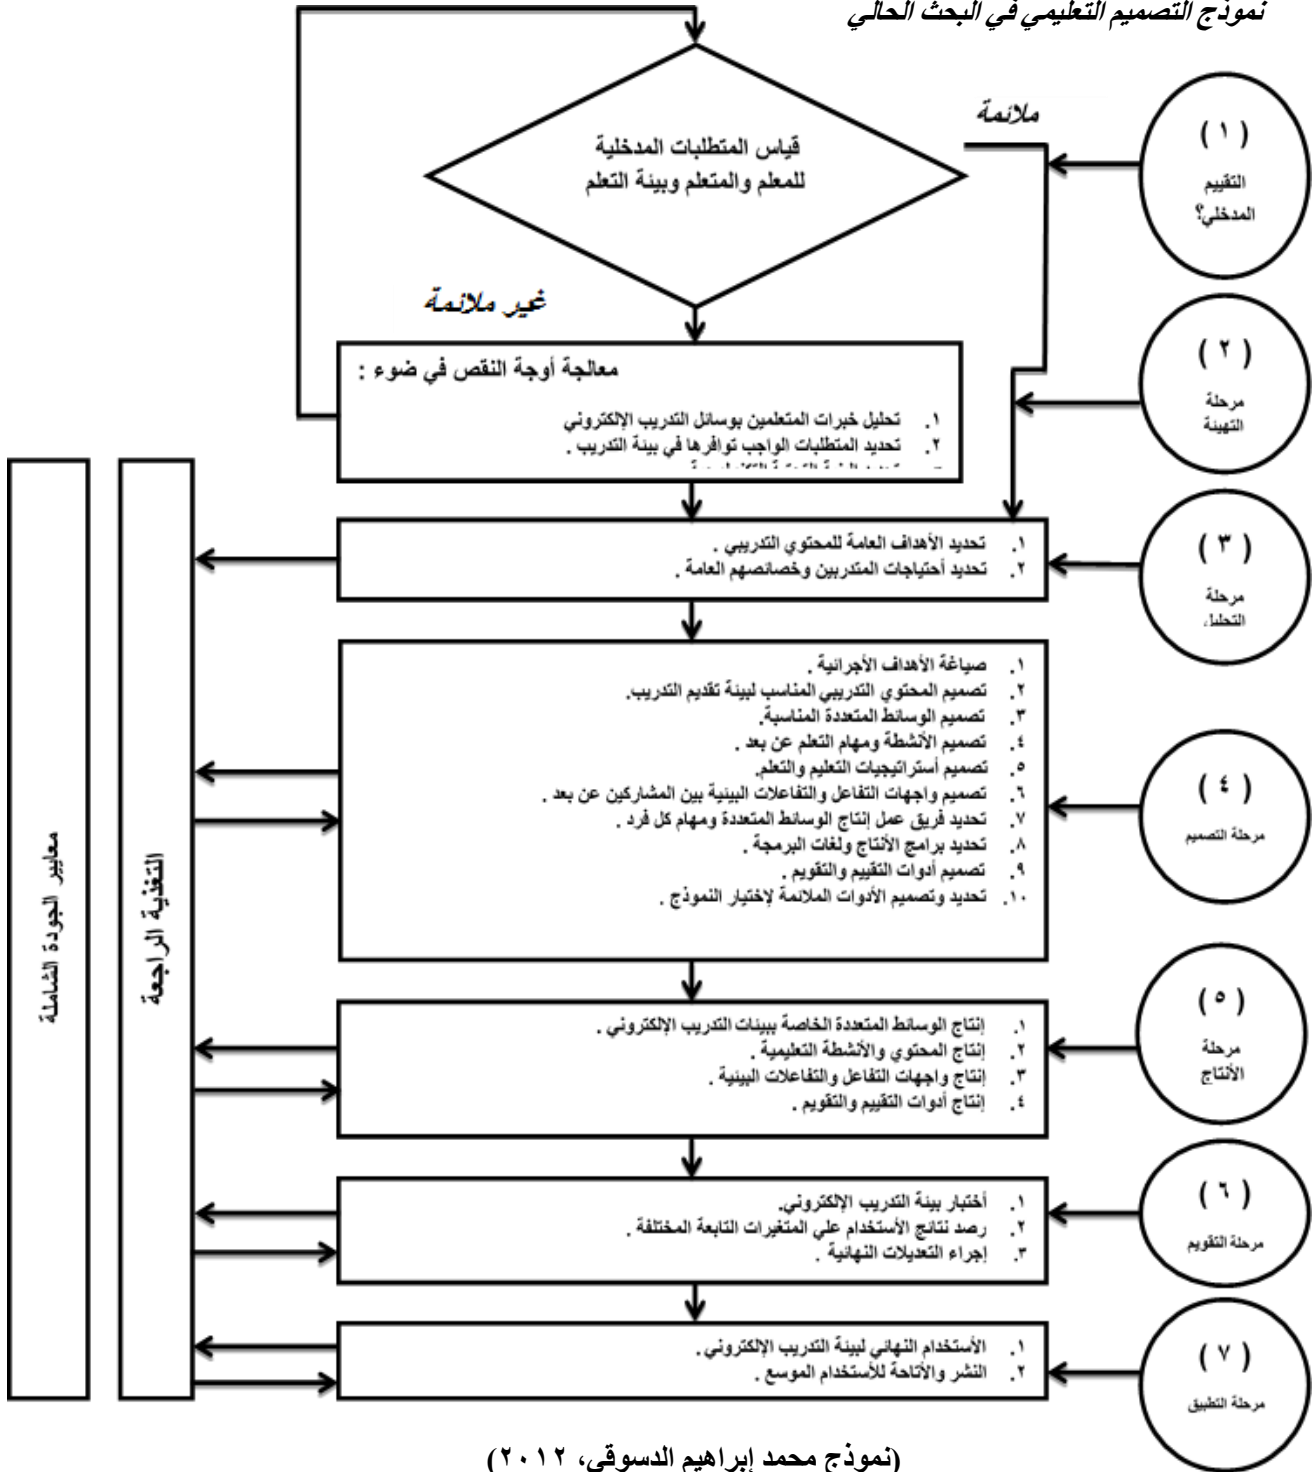 نموذج التصميم التعليمي في البحث الحالي
( ١ )
التقييم
المدخلي؟
ملائمة
قياس المتطلبات المدخلية
للمعلم والمتعلم وبيئة التعلم
غير ملائمة
( ٢ )
مرحلة
التهيئة
معالجة أوجة النقص في ضوء :
١. تحليل خبرات المتعلمين بوسائل التدريب الإلكتروني
٢. تحديد المتطلبات الواجب توافرها في بيئة التدريب .
( ٣ )
مرحلة
التحليل
١. تحديد الأهداف العامة للمحتوي التدريبي .
٢. تحديد أحتياجات المتدربين وخصائصهم العامة .
( ٤ )
مرحلة التصميم
١. صياغة الأهداف الأجرائية .
٢. تصميم المحتوي التدريبي المناسب لبيئة تقديم التدريب.
٣. تصميم الوسائط المتعددة المناسبة.
٤. تصميم الأنشطة ومهام التعلم عن بعد .
٥. تصميم أستراتيجيات التعليم والتعلم.
٦. تصميم واجهات التفاعل والتفاعلات البينية بين المشاركين عن بعد .
٧. تحديد فريق عمل إنتاج الوسائط المتعددة ومهام كل فرد .
٨. تحديد برامج الأنتاج ولغات البرمجة .
٩. تصميم أدوات التقييم والتقويم .
١٠. تحديد وتصميم الأدوات الملائمة لإختيار النموذج .
( ٥ )
مرحلة
الأنتاج
١. إنتاج الوسائط المتعددة الخاصة ببيئات التدريب الإلكتروني .
٢. إنتاج المحتوي والأنشطة التعليمية .
٣. إنتاج واجهات التفاعل والتفاعلات البينية .
٤. إنتاج أدوات التقييم والتقويم .
( ٦ )
مرحلة التقويم
١. أختبار بيئة التدريب الإلكتروني.
٢. رصد نتائج الأستخدام علي المتغيرات التابعة المختلفة .
٣. إجراء التعديلات النهائية .
( ٧ )
مرحلة التطبيق
١. الأستخدام النهائي لبيئة التدريب الإلكتروني .
٢. النشر والأتاحة للأستخدام الموسع .
التغذية الراجعة
معايير الجودة الشاملة
(نموذج محمد إبراهيم الدسوقي، ٢٠١٢)